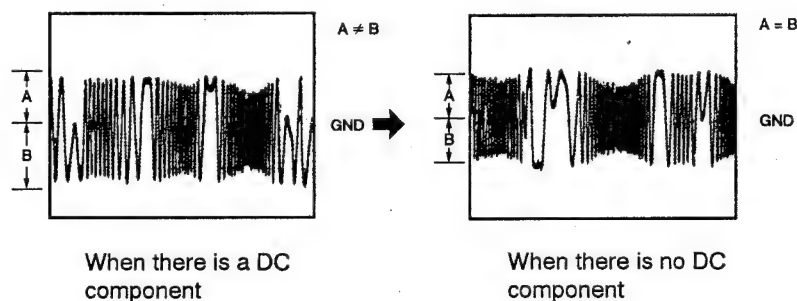 A ≠ B
A
B
GND
When there is a DC
component
A = B
A
B
GND
When there is no DC
component